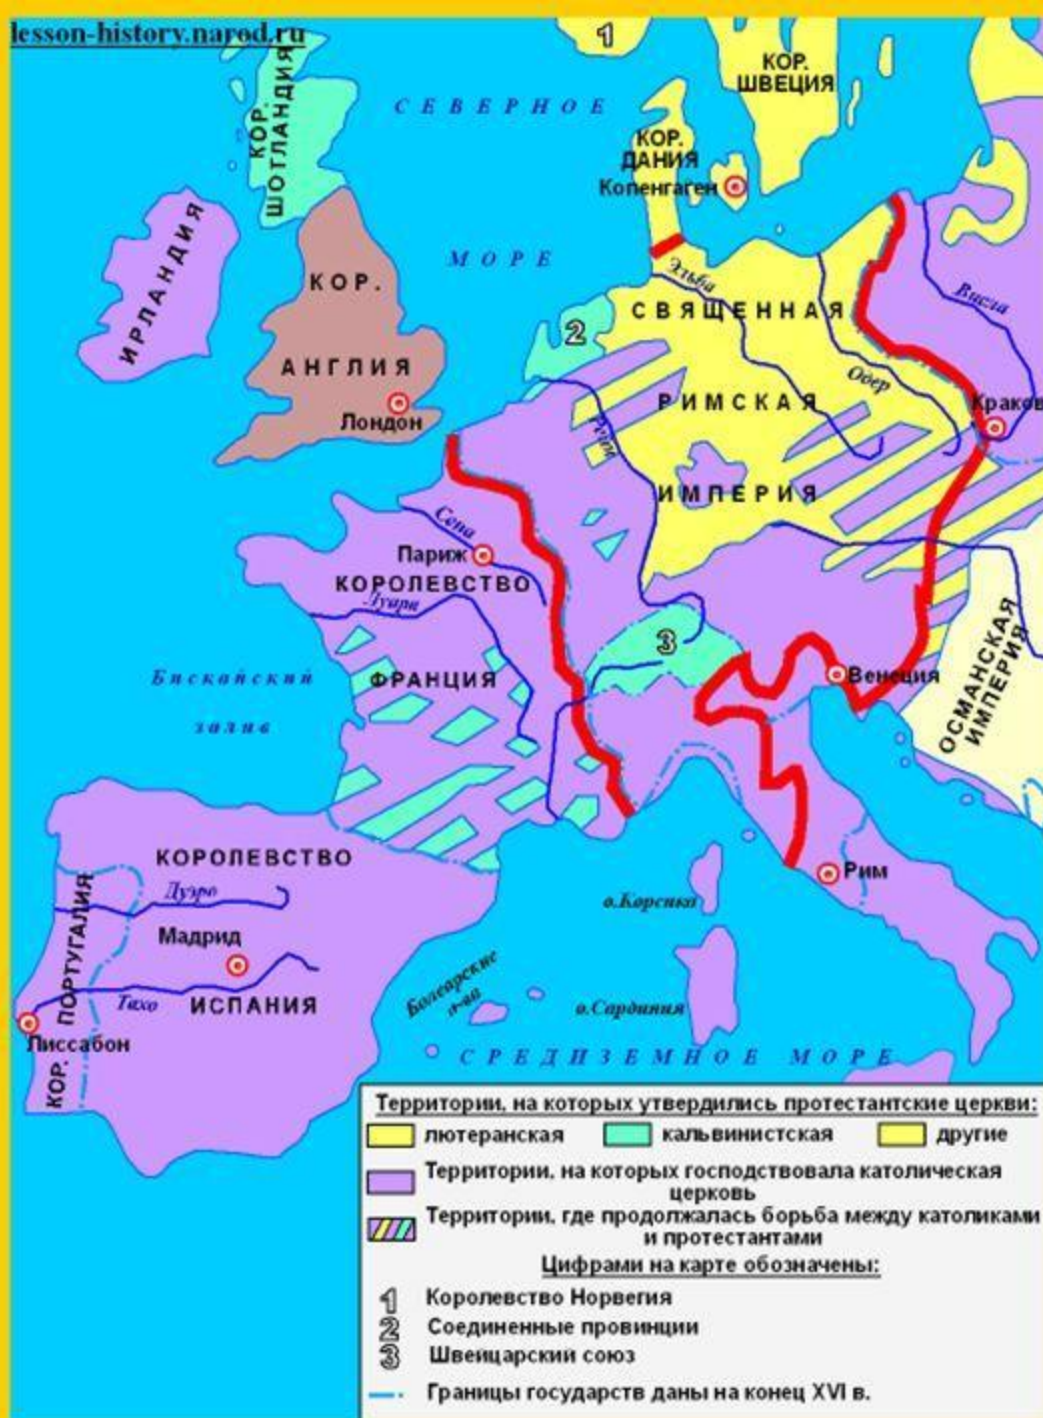 lesson-history.narod.ru
1
КОР.
ШВЕЦИЯ
КОР.
ШОТЛАНДИЯ
СЕВЕРНОЕ
КОР.
ДАНИЯ
Копенгаген
МОРЕ
ИРЛАНДИЯ
КОР.
АНГЛИЯ
Лондон
2
Эльба
СВЯЩЕННАЯ
Висла
Одер
РИМСКАЯ
Краков
Рейн
ИМПЕРИЯ
Сена
Париж
КОРОЛЕВСТВО
Луара
ФРАНЦИЯ
3
Венеция
ОСМАНСКАЯ
ИМПЕРИЯ
Бискайский
залив
КОРОЛЕВСТВО
Дуэро
Мадрид
ИСПАНИЯ
Тахо
КОР. ПОРТУГАЛИЯ
Лиссабон
Рим
о.Корсика
Болеарские
о-ва
о.Сардиния
СРЕДИЗЕМНОЕ МОРЕ
Территории, на которых утвердились протестантские церкви:
лютеранская кальвинистская другие
Территории, на которых господствовала католическая
церковь
Территории, где продолжалась борьба между католиками
и протестантами
Цифрами на карте обозначены:
1 Королевство Норвегия
2 Соединенные провинции
3 Швейцарский союз
Границы государств даны на конец XVI в.